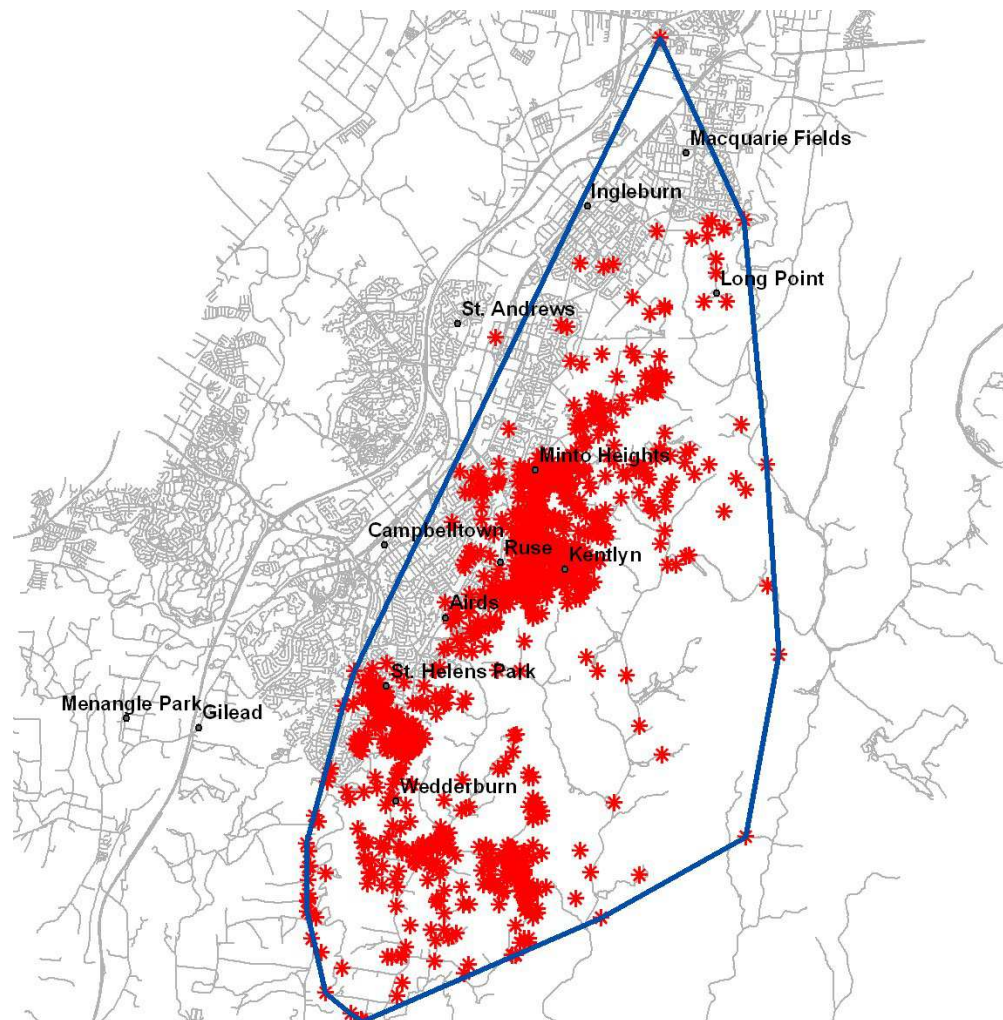 Macquarie Fields
Ingleburn
Long Point
St. Andrews
Minto Heights
Campbelltown
Ruse
Kentlyn
Airds
St. Helens Park
Menangle Park
Gilead
Wedderburn